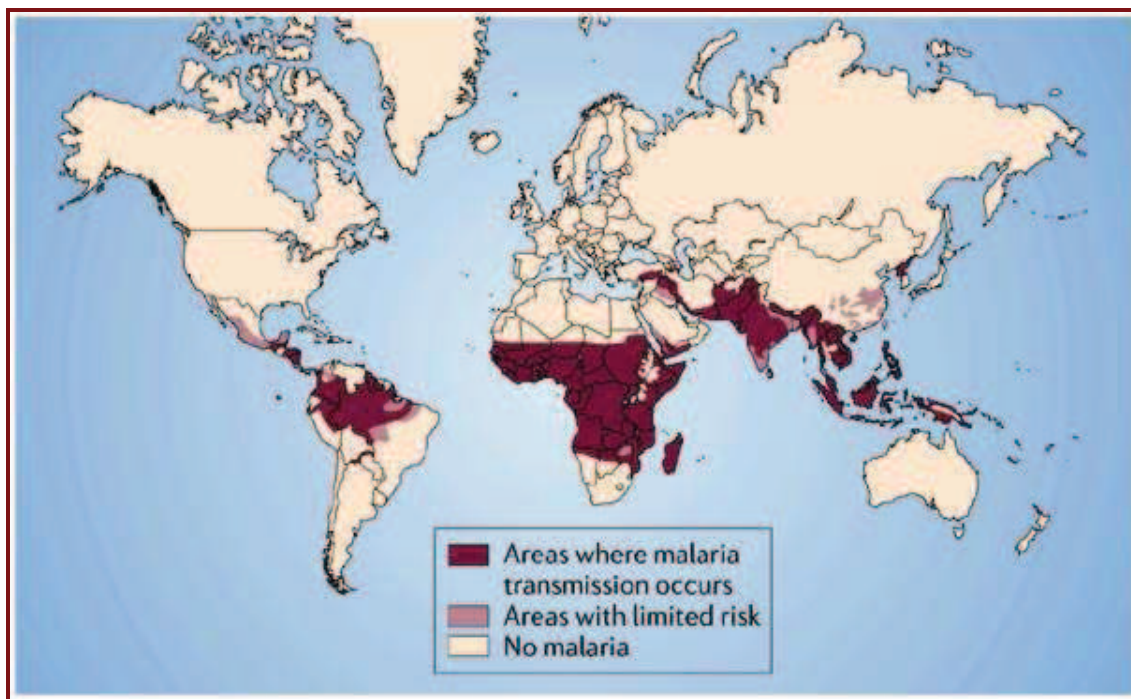 Areas where malaria
transmission occurs
Areas with limited risk
No malaria